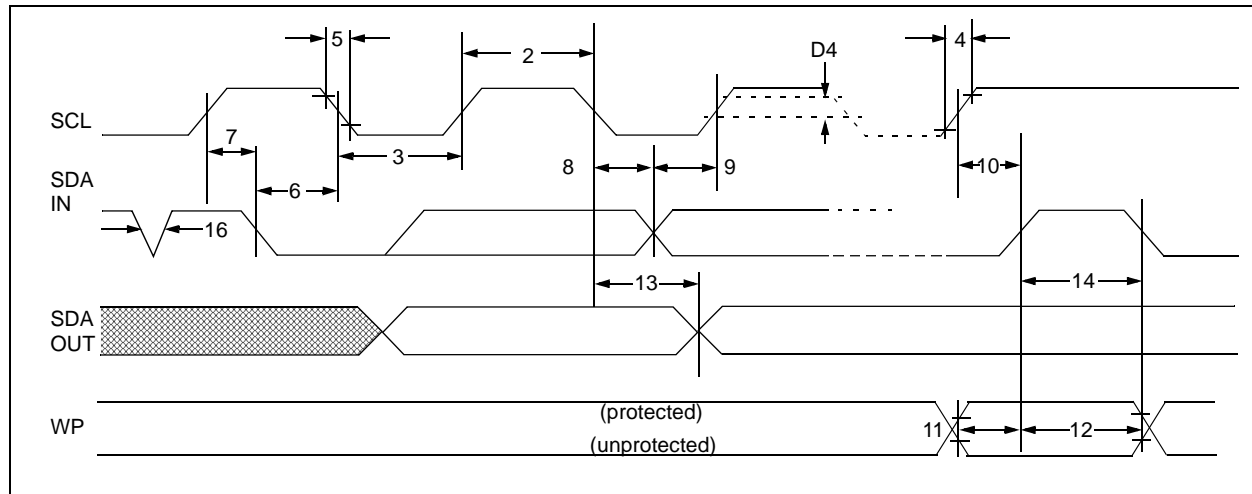 5
2
D4
4
SCL
7
3
8
9
10
SDA
IN
6
16
13
14
SDA
OUT
WP
(protected)
(unprotected)
11
12